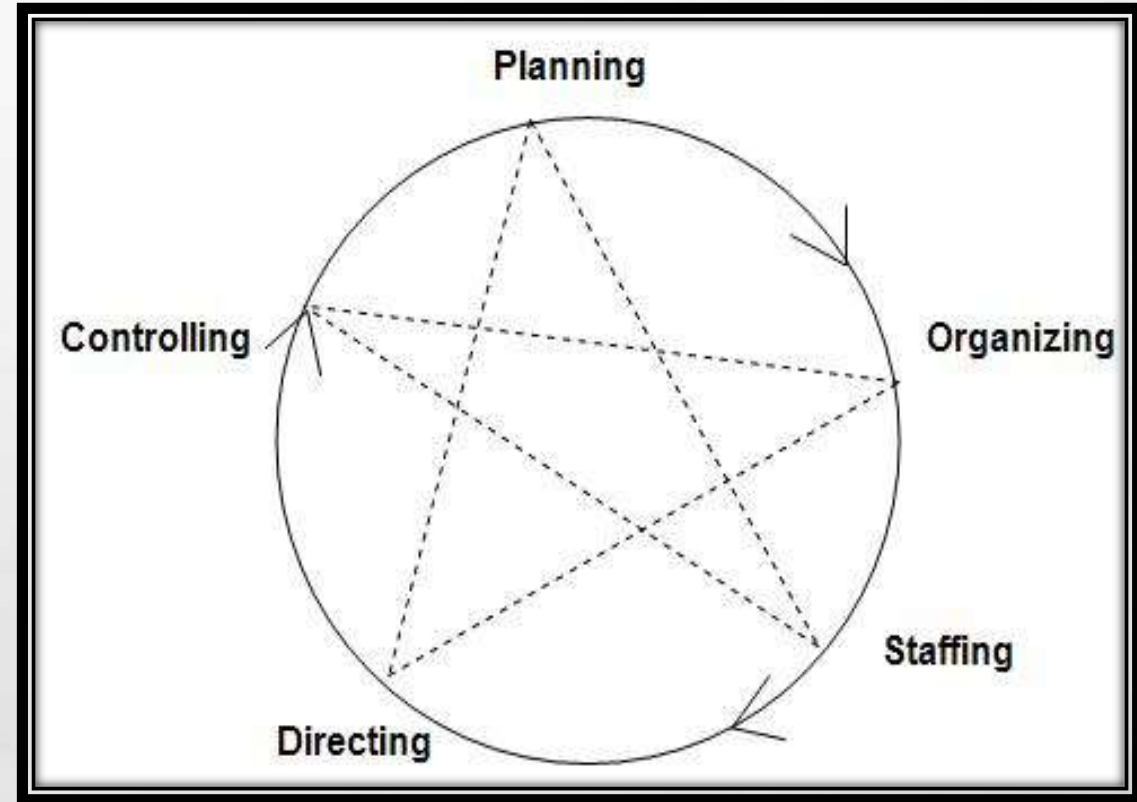 Planning
Controlling
Organizing
Staffing
Directing